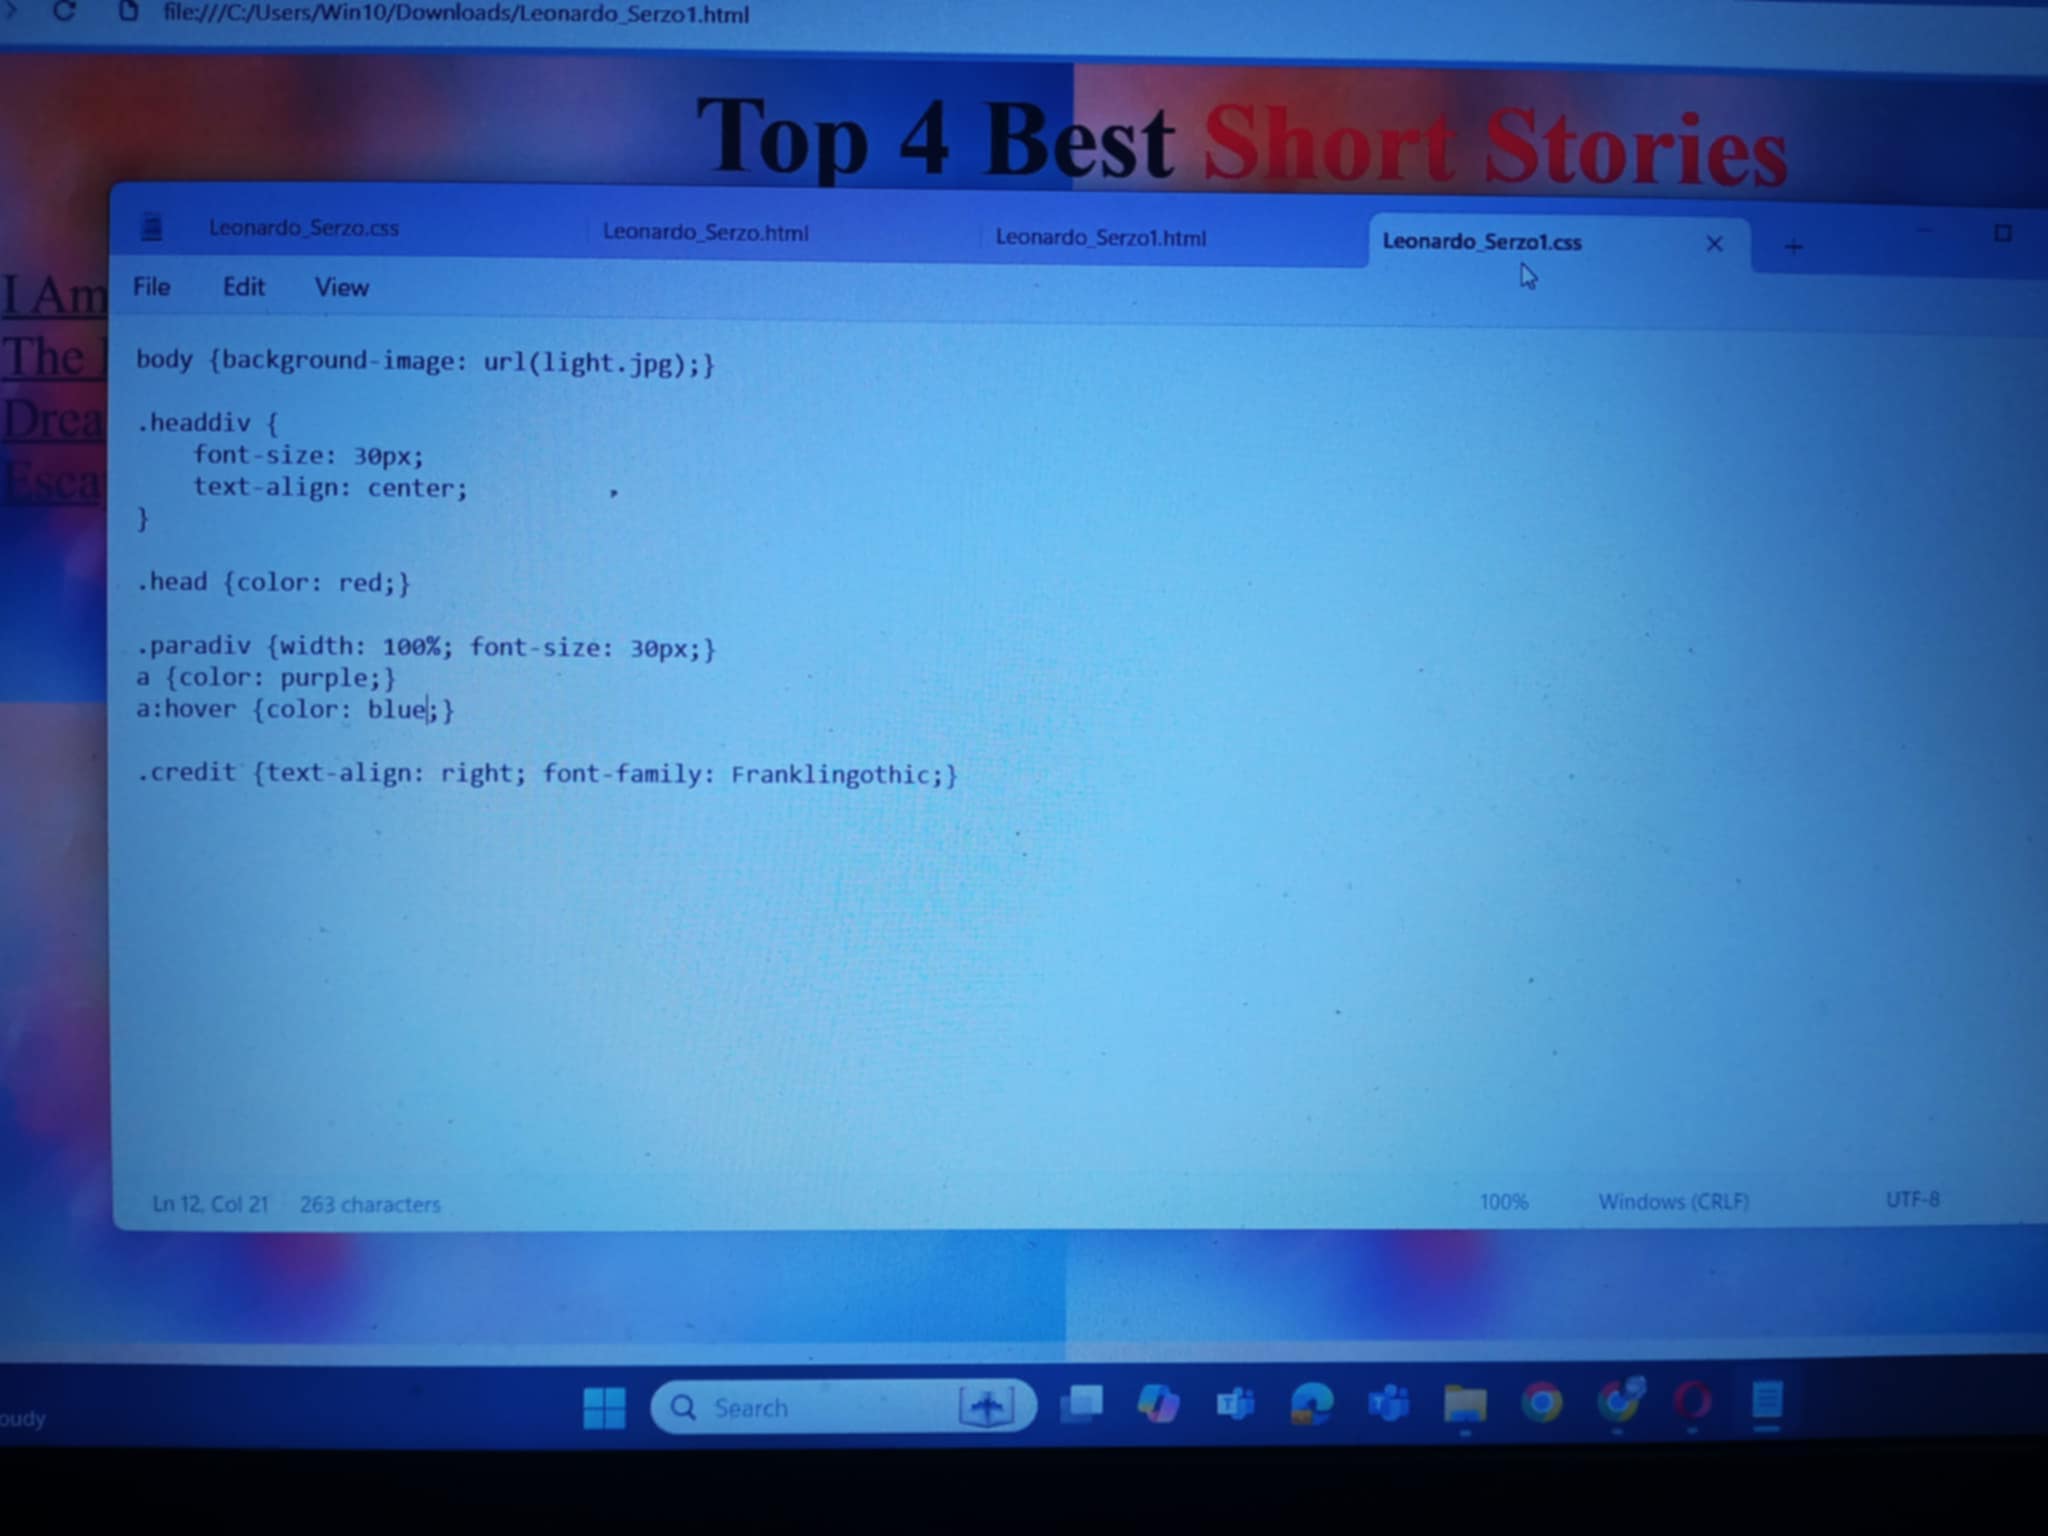 file:///C:/Users/Win10/Downloads/Leonardo_Serzo1.html
Top 4 Best Short Stories
Leonardo_Serzo.css
Leonardo_Serzo.html
Leonardo_Serzo1.html
Leonardo_Serzo1.css
File Edit View
I Am
The
Drea
Esca
body {background-image: url(light.jpg);}
.headdiv {
font-size: 30px;
text-align: center;
}
.head {color: red;}
.paradiv {width: 100%; font-size: 30px;}
a {color: purple;}
a:hover {color: blue;}
.credit {text-align: right; font-family: Franklingothic;}
Ln 12, Col 21 263 characters 100% Windows (CRLF) UTF-8
oudy
Search